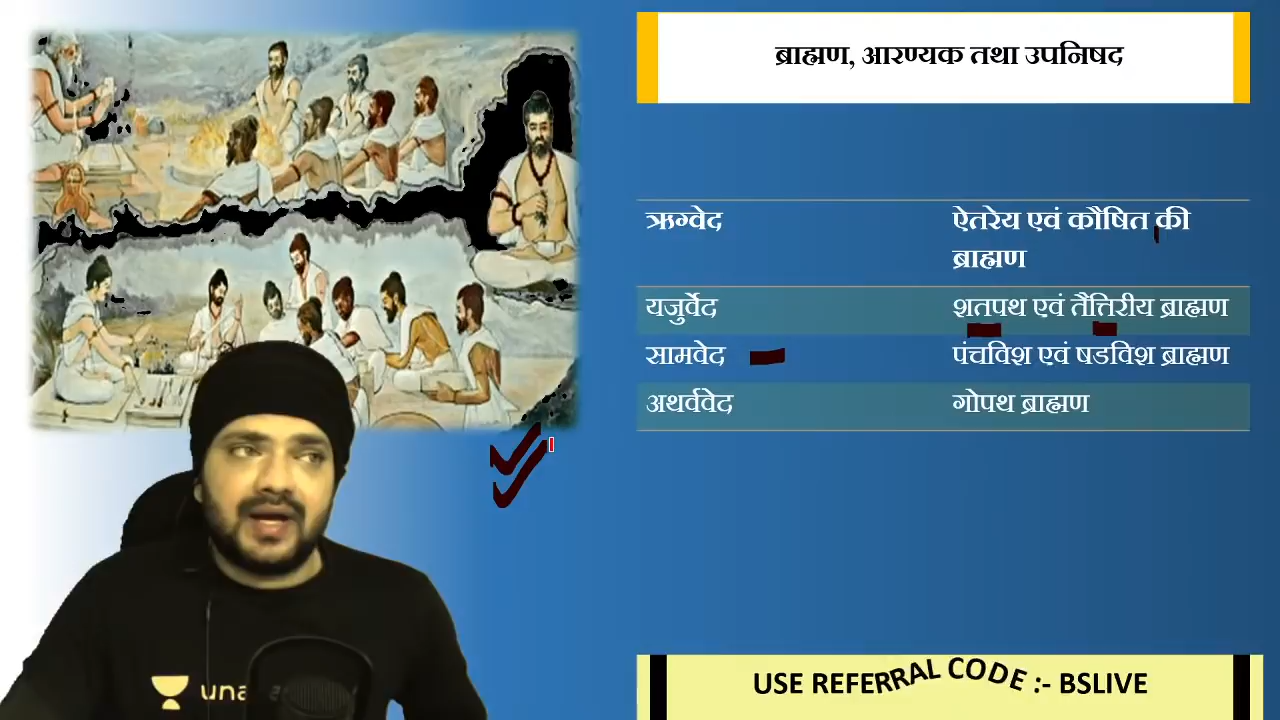 ब्राह्मण, आरण्यक तथा उपनिषद
ऋग्वेद
ऐतरेय एवं कौषित की
ब्राह्मण
यजुर्वेद
शतपथ एवं तैत्तिरीय ब्राह्मण
सामवेद
पंचविश एवं षडविश ब्राह्मण
अथर्ववेद
गोपथ ब्राह्मण
USE REFERRAL CODE :- BSLIVE